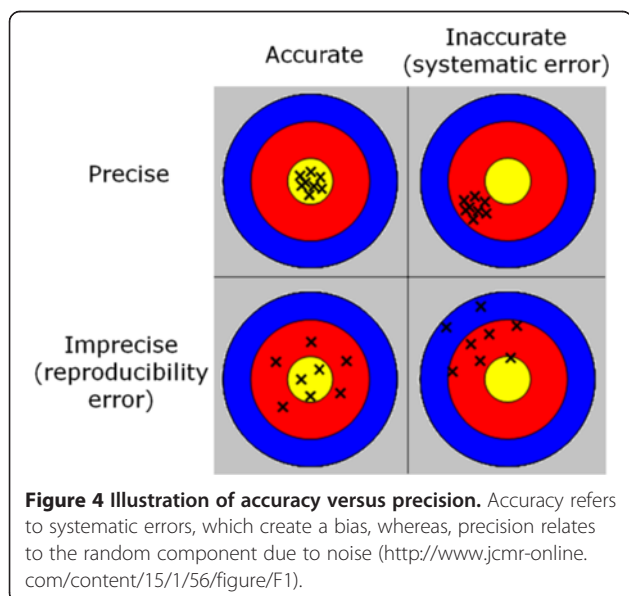 Accurate
Inaccurate
(systematic error)
Precise
Imprecise
(reproducibility
error)
Figure 4 Illustration of accuracy versus precision. Accuracy refers
to systematic errors, which create a bias, whereas, precision relates
to the random component due to noise (http://www.jcmr-online.
com/content/15/1/56/figure/F1).